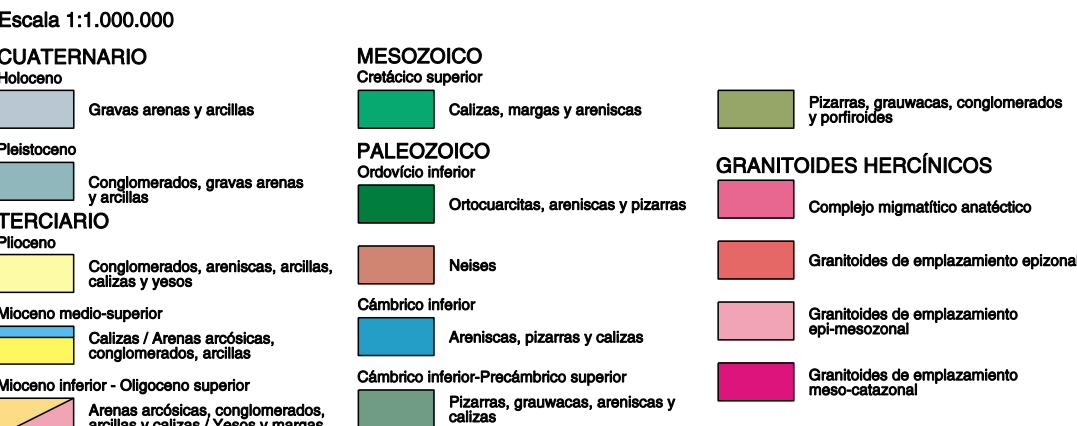 Escala 1:1.000.000
CUATERNARIO
Holoceno
Gravas arenas y arcillas
Pleistoceno
Conglomerados, gravas arenas
y arcillas
TERCIARIO
Plioceno
Conglomerados, areniscas, arcillas,
calizas y yesos
Mioceno medio-superior
Calizas / Arenas arcósicas,
conglomerados, arcillas
Mioceno inferior - Oligoceno superior
Arenas arcósicas, conglomerados,
arcillas y calizas / Yesos y margas
MESOZOICO
Cretácico superior
Calizas, margas y areniscas
PALEOZOICO
Ordovício inferior
Ortocuarcitas, areniscas y pizarras
Neises
Cámbrico inferior
Areniscas, pizarras y calizas
Cámbrico inferior-Precámbrico superior
Pizarras, grauwacas, areniscas y
calizas
Pizarras, grauwacas, conglomerados
y porfiroides
GRANITOIDES HERCÍNICOS
Complejo migmatítico anatéctico
Granitoides de emplazamiento epizonal
Granitoides de emplazamiento
epi-mesozonal
Granitoides de emplazamiento
meso-catazonal